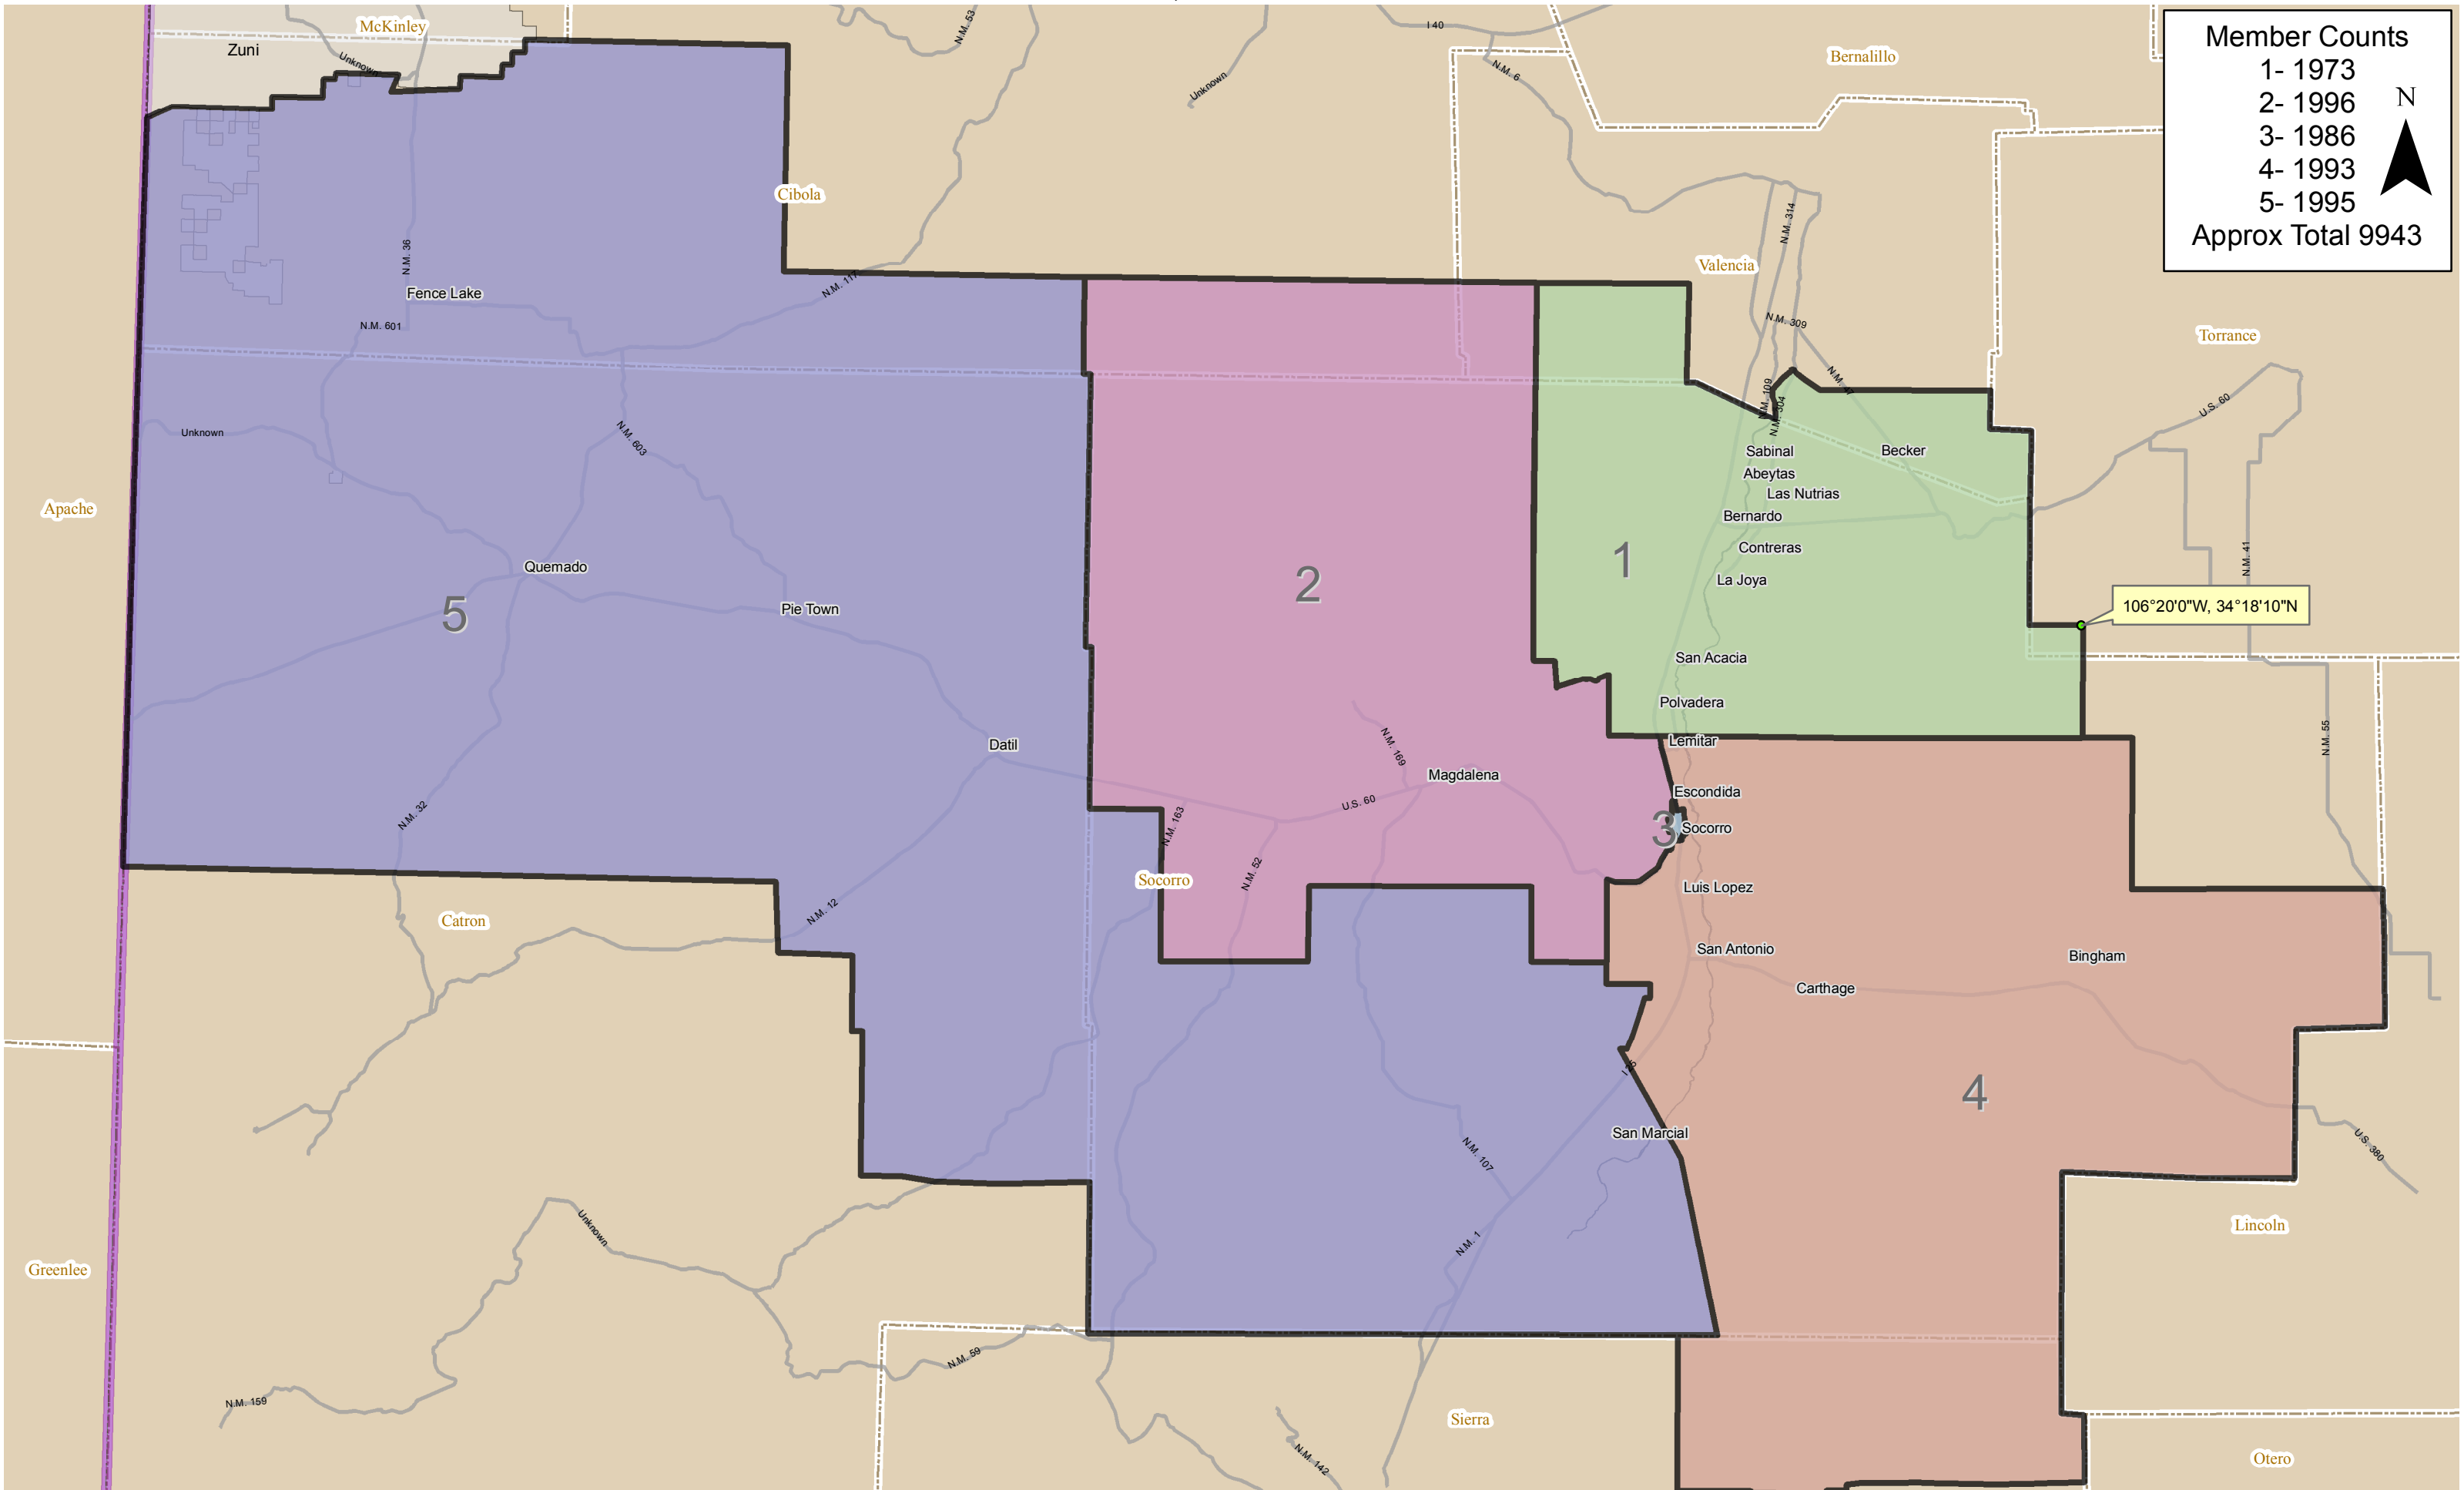 McKinley
Zuni
Unknown
N.M. 53
I 40
Unknown
N.M. 6
Bernalillo
Member Counts
1- 1973
2- 1996
3- 1986
4- 1993
5- 1995
Approx Total 9943
N
Cibola
N.M. 314
Valencia
N.M. 36
N.M. 117
Fence Lake
N.M. 601
N.M. 309
Torrance
N.M. 47
N.M. 109
N.M. 304
U.S. 60
Unknown
N.M. 603
Sabinal
Becker
Abeytas
Las Nutrias
Apache
Bernardo
Contreras
N.M. 41
1
Quemado
La Joya
2
Pie Town
5
106°20'0"W, 34°18'10"N
San Acacia
Polvadera
N.M. 55
Datil
Lemitar
N.M. 169
Magdalena
Escondida
U.S. 60
N.M. 32
N.M. 163
3
Socorro
N.M. 52
Socorro
Luis Lopez
N.M. 12
Catron
San Antonio
Bingham
Carthage
I 25
4
San Marcial
N.M. 107
U.S. 380
Unknown
N.M. 1
Lincoln
Greenlee
N.M. 59
N.M. 159
Sierra
N.M. 142
Otero